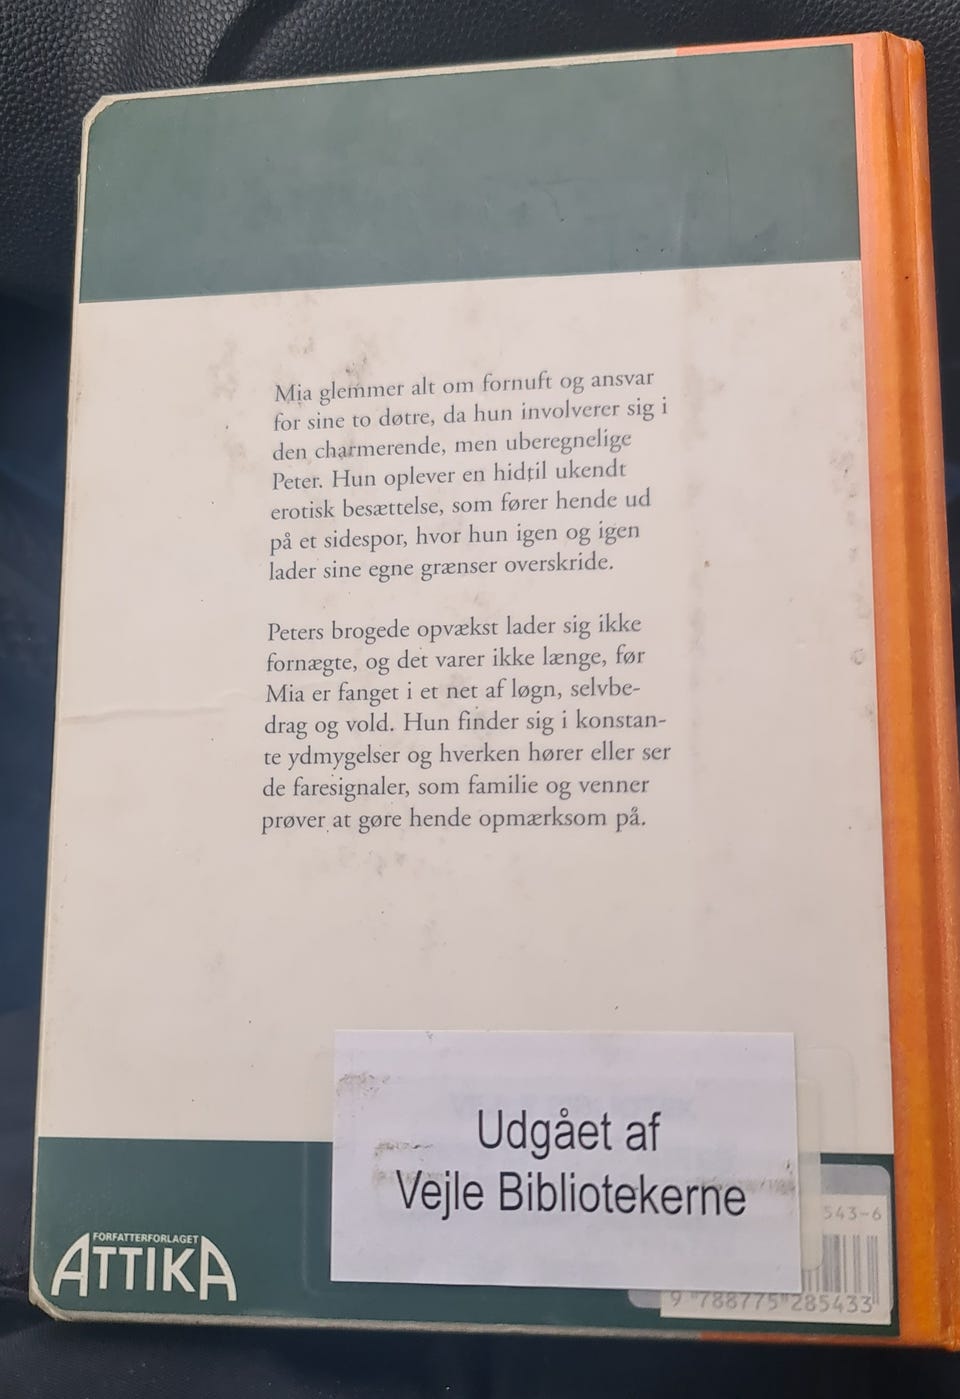 Mia glemmer alt om fornuft og ansvar
for sine to døtre, da hun involverer sig i
den charmerende, men uberegnelige
Peter. Hun oplever en hidtil ukendt
erotisk besættelse, som fører hende ud
på et sidespor, hvor hun igen og igen
lader sine egne grænser overskride.
Peters brogede opvækst lader sig ikke
fornægte, og det varer ikke længe, før
Mia er fanget i et net af løgn, selvbe-
drag og vold. Hun finder sig i konstan-
te ydmygelser og hverken hører eller ser
de faresignaler, som familie og venner
prøver at gøre hende opmærksom på.
Udgået af
Vejle Bibliotekerne
543-6
FORFATTERFORLAGET
ATTIKA
9 788775 285433